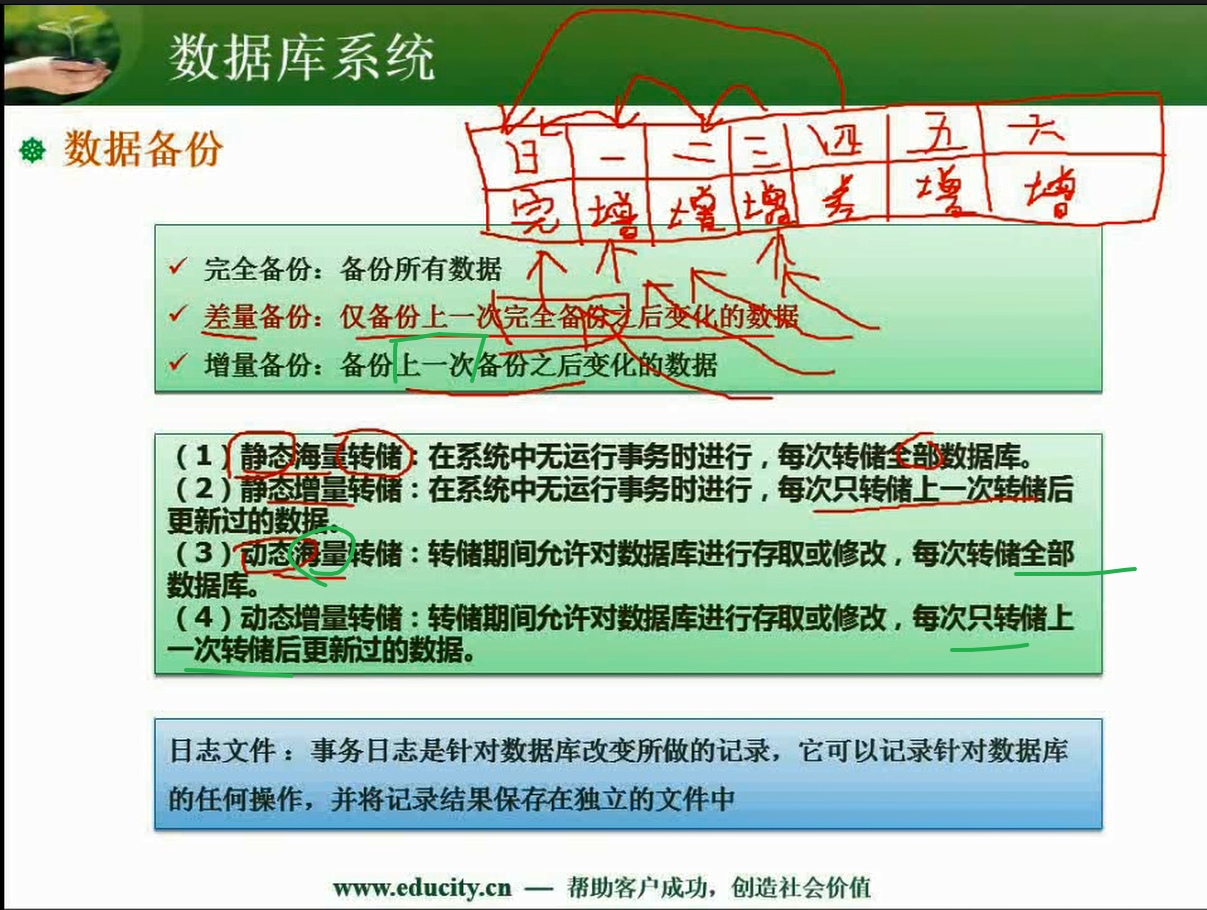 数据库系统
数据备份
日 一 二 三 四 五 六
完 增 增 增 差 增 增
完全备份：备份所有数据
差量备份：仅备份上一次完全备份之后变化的数据
增量备份：备份上一次备份之后变化的数据
（1）静态海量转储：在系统中无运行事务时进行，每次转储全部数据库。
（2）静态增量转储：在系统中无运行事务时进行，每次只转储上一次转储后
更新过的数据。
（3）动态海量转储：转储期间允许对数据库进行存取或修改，每次转储全部
数据库。
（4）动态增量转储：转储期间允许对数据库进行存取或修改，每次只转储上
一次转储后更新过的数据。
日志文件：事务日志是针对数据库改变所做的记录，它可以记录针对数据库
的任何操作，并将记录结果保存在独立的文件中
www.educity.cn — 帮助客户成功，创造社会价值